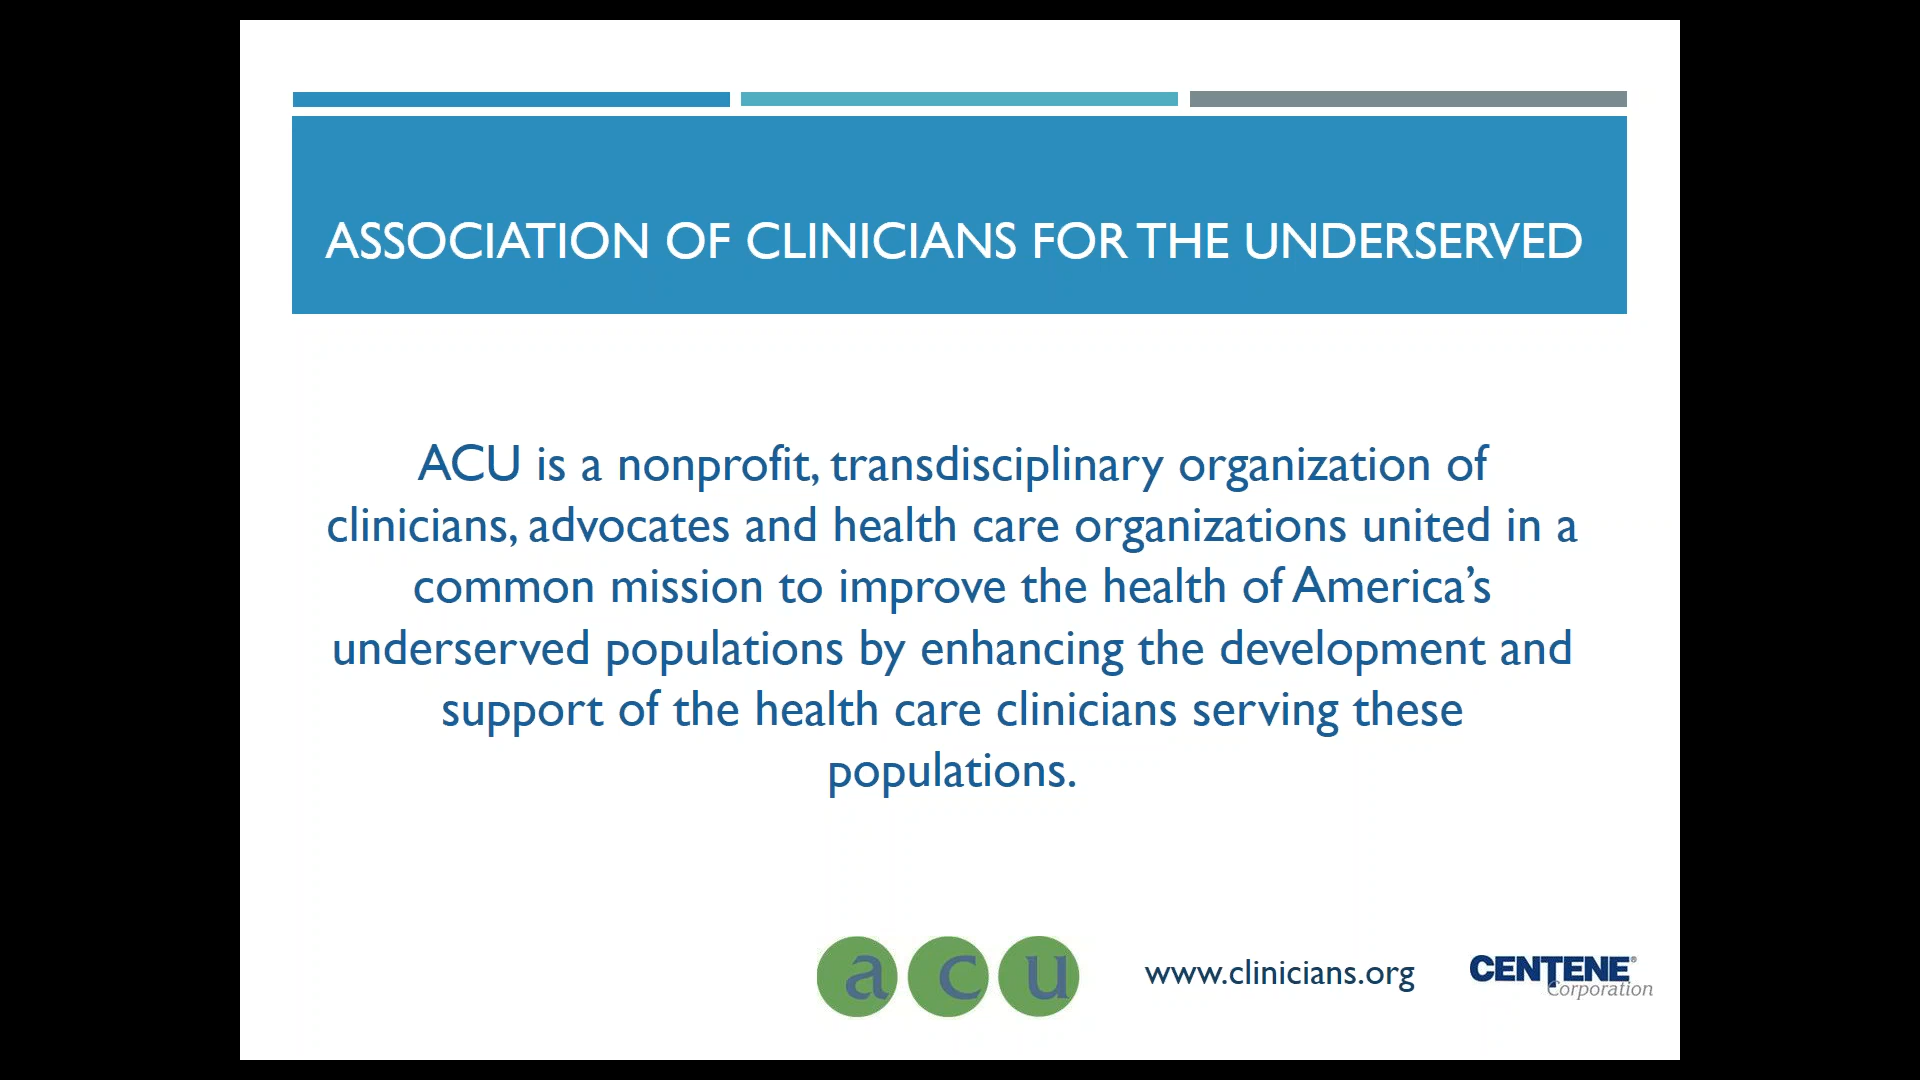 ASSOCIATION OF CLINICIANS FOR THE UNDERSERVED
ACU is a nonprofit, transdisciplinary organization of
clinicians, advocates and health care organizations united in a
common mission to improve the health of America’s
underserved populations by enhancing the development and
support of the health care clinicians serving these
populations.
a c u
www.clinicians.org
CENTENE®
Corporation